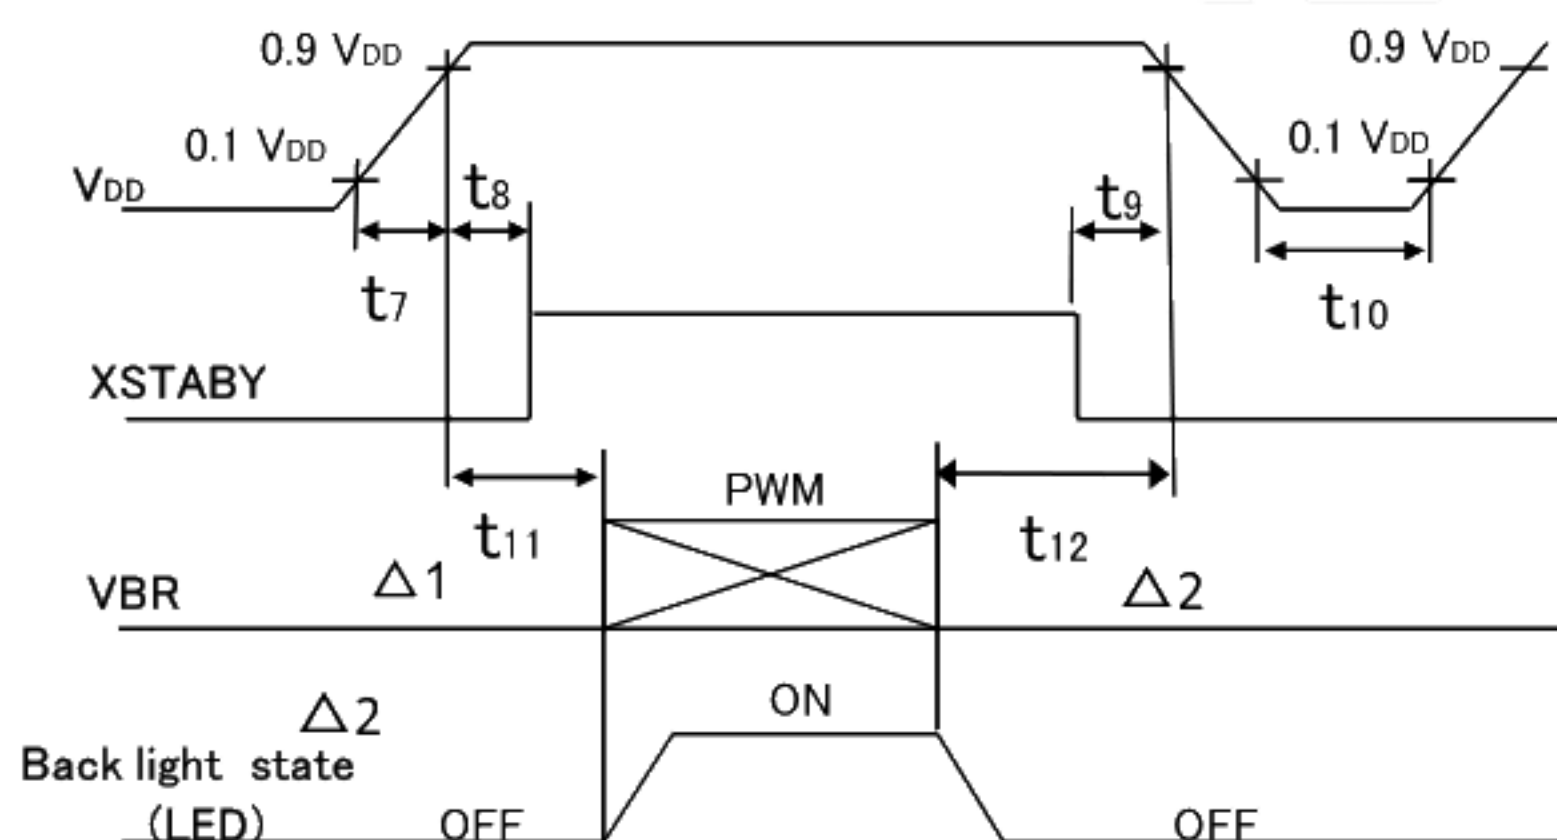 0.9 VDD
0.9 VDD
0.1 VDD
0.1 VDD
VDD
t8
t9
t7
t10
XSTABY
PWM
t11
t12
△1
△2
VBR
△2
ON
Back light state
(LED)
OFF
OFF